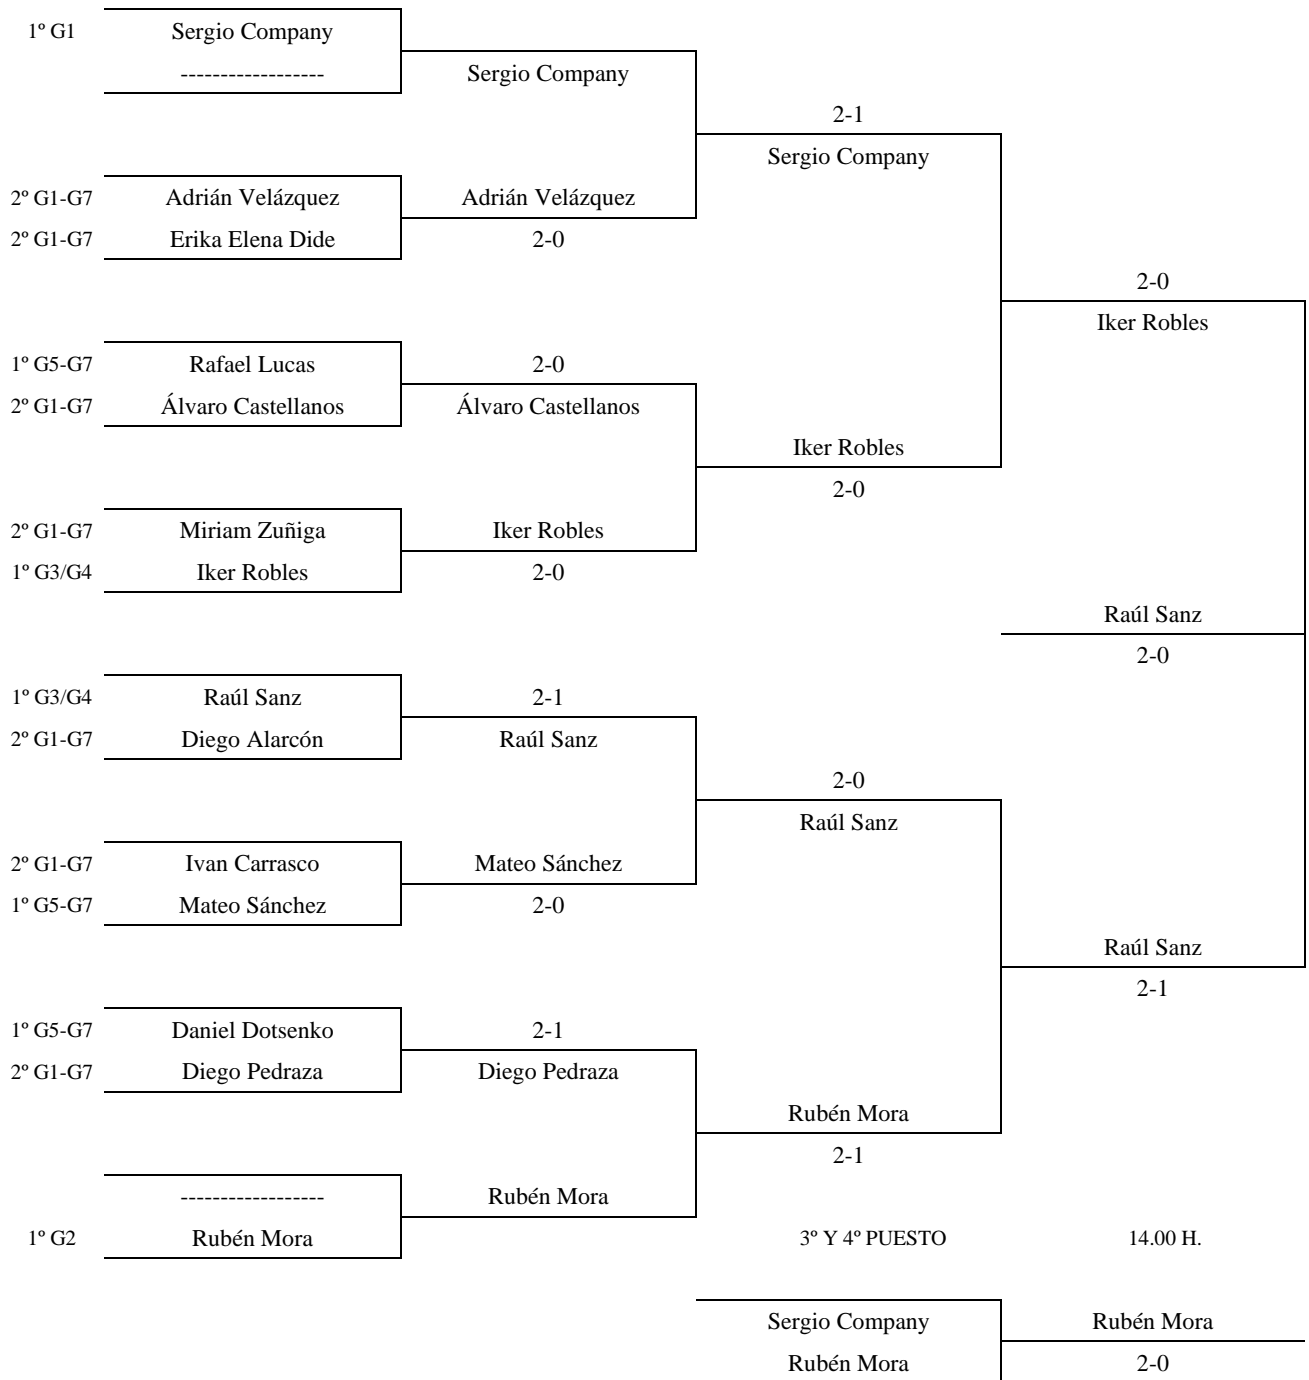 1º G1 Sergio Company
------------------ Sergio Company
2-1
Sergio Company
2º G1-G7 Adrián Velázquez Adrián Velázquez
2º G1-G7 Erika Elena Dide 2-0
2-0
Iker Robles
1º G5-G7 Rafael Lucas 2-0
2º G1-G7 Álvaro Castellanos Álvaro Castellanos
Iker Robles
2-0
2º G1-G7 Miriam Zuñiga Iker Robles
1º G3/G4 Iker Robles 2-0
Raúl Sanz
2-0
1º G3/G4 Raúl Sanz 2-1
2º G1-G7 Diego Alarcón Raúl Sanz
2-0
Raúl Sanz
2º G1-G7 Ivan Carrasco Mateo Sánchez
1º G5-G7 Mateo Sánchez 2-0
Raúl Sanz
2-1
1º G5-G7 Daniel Dotsenko 2-1
2º G1-G7 Diego Pedraza Diego Pedraza
Rubén Mora
2-1
------------------ Rubén Mora
1º G2 Rubén Mora 3º Y 4º PUESTO 14.00 H.
Sergio Company Rubén Mora
Rubén Mora 2-0